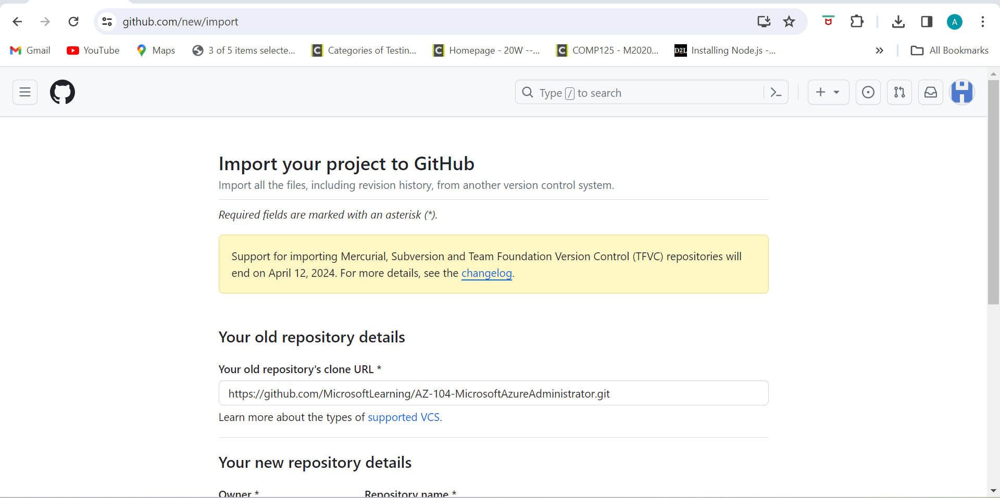 github.com/new/import
A
Gmail
YouTube
Maps
3 of 5 items selecte...
Categories of Testin...
Homepage - 20W --...
COMP125 - M2020...
D2L
Installing Node.js -...
All Bookmarks
Type / to search
Import your project to GitHub
Import all the files, including revision history, from another version control system.
Required fields are marked with an asterisk (*).
Support for importing Mercurial, Subversion and Team Foundation Version Control (TFVC) repositories will
end on April 12, 2024. For more details, see the changelog.
Your old repository details
Your old repository's clone URL *
https://github.com/MicrosoftLearning/AZ-104-MicrosoftAzureAdministrator.git
Learn more about the types of supported VCS.
Your new repository details
Owner * Repository name *